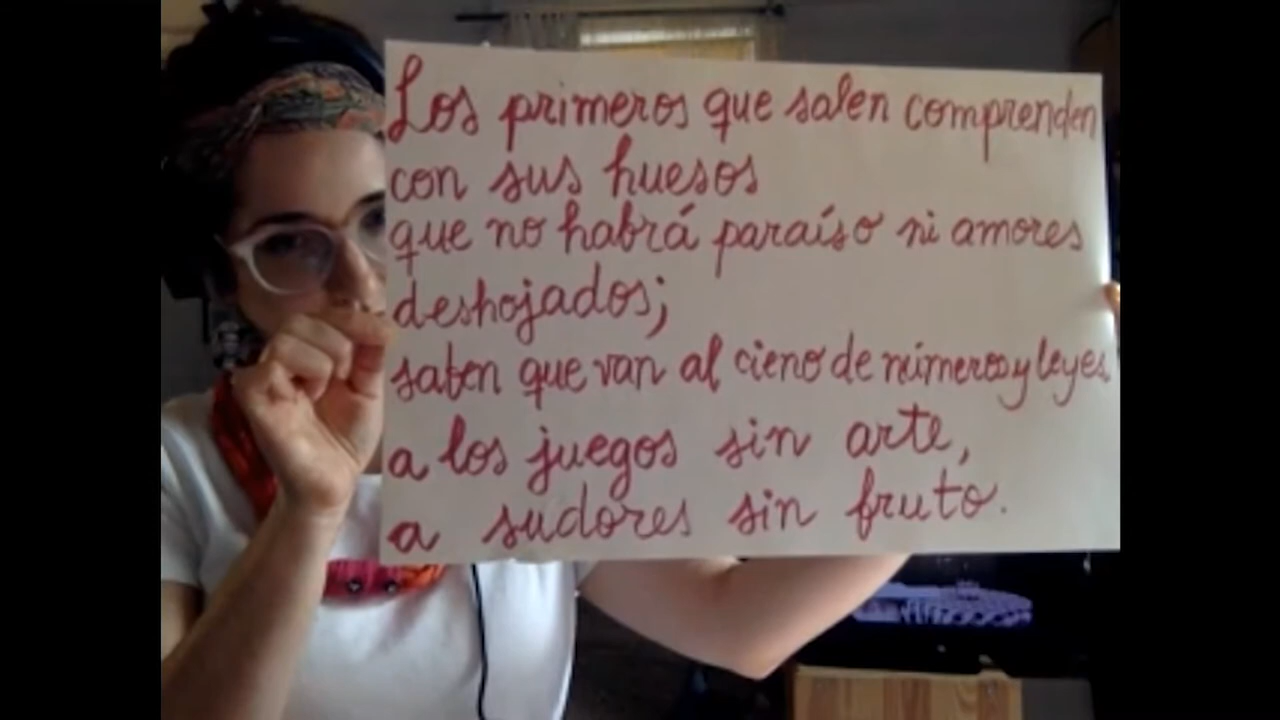 Los primeros que salen comprenden
con sus huesos
que no habrá paraíso ni amores
deshojados;
saben que van al cieno de números y leyes
a los juegos sin arte,
a sudores sin fruto.